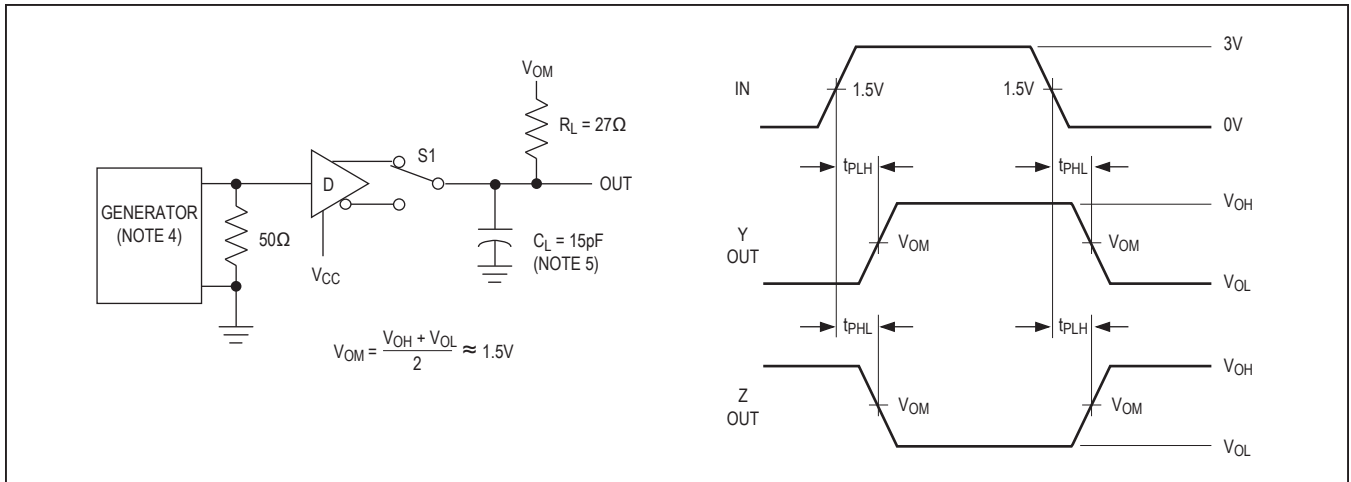 GENERATOR
(NOTE 4)
50Ω
D
VCC
S1
VOM
RL = 27Ω
OUT
CL = 15pF
(NOTE 5)
VOM = VOH + VOL / 2 ≈ 1.5V
IN
1.5V
1.5V
3V
0V
tPLH
tPHL
Y
OUT
VOM
VOM
VOH
VOL
tPHL
tPLH
Z
OUT
VOM
VOM
VOH
VOL